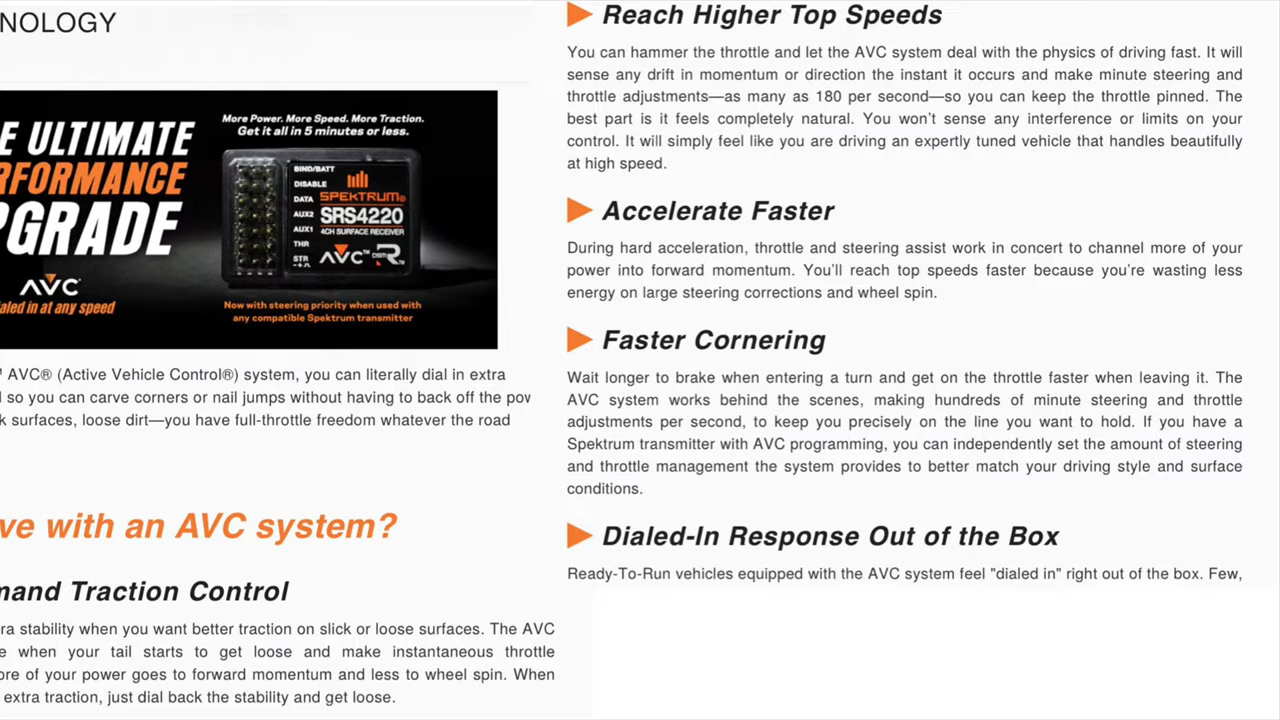 NOLOGY
E ULTIMATE
RFORMANCE
PGRADE
AVC
aled in at any speed
More Power. More Speed. More Traction.
Get it all in 5 minutes or less.
BIND/BATT
DISABLE
DATA
AUX2
AUX1
THR
STR
SPEKTRUM®
SRS4220
4CH SURFACE RECEIVER
AVC™ DSMR
Now with steering priority when used with
any compatible Spektrum transmitter
AVC® (Active Vehicle Control®) system, you can literally dial in extra
so you can carve corners or nail jumps without having to back off the pow
k surfaces, loose dirt—you have full-throttle freedom whatever the road
ve with an AVC system?
mand Traction Control
ra stability when you want better traction on slick or loose surfaces. The AVC
e when your tail starts to get loose and make instantaneous throttle
ore of your power goes to forward momentum and less to wheel spin. When
extra traction, just dial back the stability and get loose.
Reach Higher Top Speeds
You can hammer the throttle and let the AVC system deal with the physics of driving fast. It will
sense any drift in momentum or direction the instant it occurs and make minute steering and
throttle adjustments—as many as 180 per second—so you can keep the throttle pinned. The
best part is it feels completely natural. You won't sense any interference or limits on your
control. It will simply feel like you are driving an expertly tuned vehicle that handles beautifully
at high speed.
Accelerate Faster
During hard acceleration, throttle and steering assist work in concert to channel more of your
power into forward momentum. You'll reach top speeds faster because you're wasting less
energy on large steering corrections and wheel spin.
Faster Cornering
Wait longer to brake when entering a turn and get on the throttle faster when leaving it. The
AVC system works behind the scenes, making hundreds of minute steering and throttle
adjustments per second, to keep you precisely on the line you want to hold. If you have a
Spektrum transmitter with AVC programming, you can independently set the amount of steering
and throttle management the system provides to better match your driving style and surface
conditions.
Dialed-In Response Out of the Box
Ready-To-Run vehicles equipped with the AVC system feel "dialed in" right out of the box. Few,